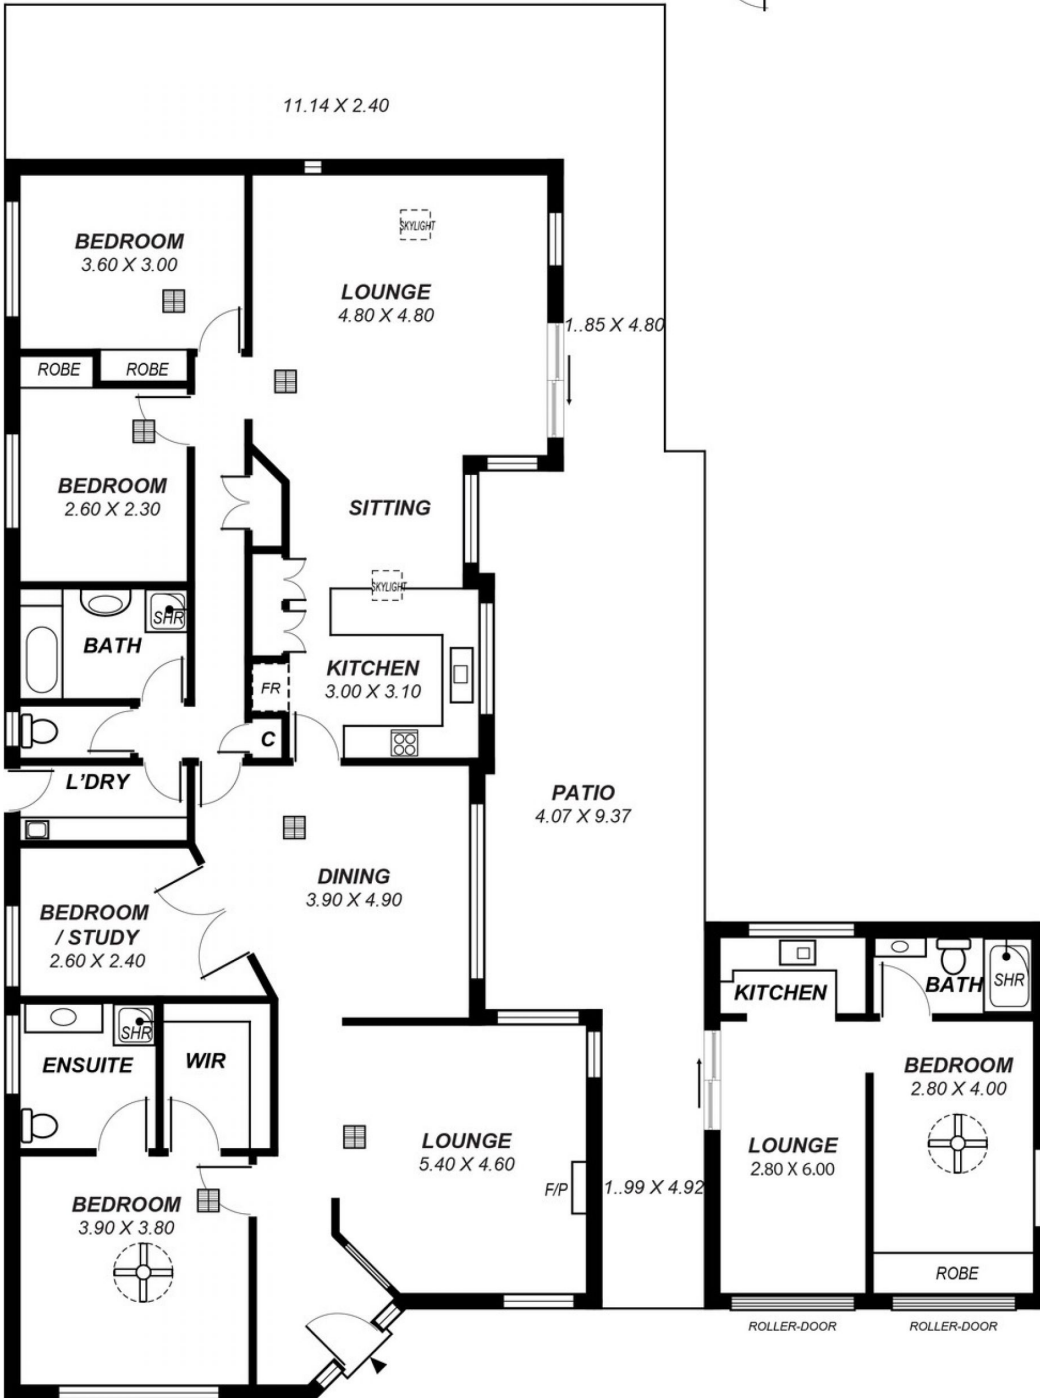 11.14 X 2.40
BEDROOM
3.60 X 3.00
SKYLIGHT
LOUNGE
4.80 X 4.80
1..85 X 4.80
ROBE
ROBE
BEDROOM
2.60 X 2.30
SITTING
SKYLIGHT
SHR
BATH
KITCHEN
3.00 X 3.10
FR
C
L'DRY
PATIO
4.07 X 9.37
DINING
3.90 X 4.90
BEDROOM
/ STUDY
2.60 X 2.40
KITCHEN
BATH
SHR
SHR
ENSUITE
WIR
BEDROOM
2.80 X 4.00
LOUNGE
5.40 X 4.60
LOUNGE
2.80 X 6.00
F/P
1..99 X 4.92
BEDROOM
3.90 X 3.80
ROBE
ROLLER-DOOR
ROLLER-DOOR